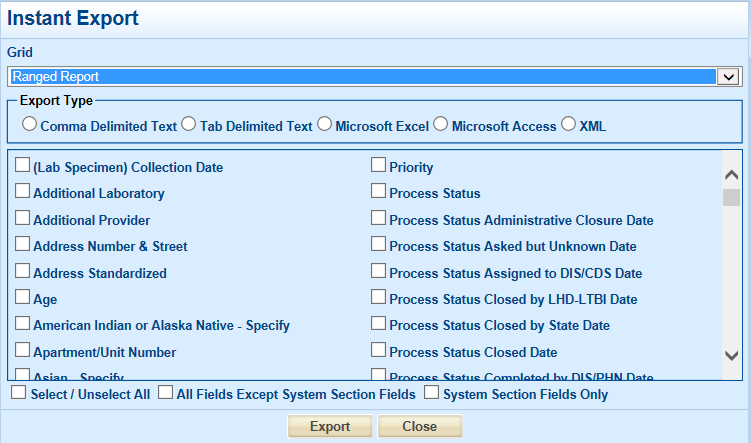 Instant Export
Grid
Ranged Report
Export Type
Comma Delimited Text Tab Delimited Text Microsoft Excel Microsoft Access XML
(Lab Specimen) Collection Date
Additional Laboratory
Additional Provider
Address Number & Street
Address Standardized
Age
American Indian or Alaska Native - Specify
Apartment/Unit Number
Asian - Specify
Priority
Process Status
Process Status Administrative Closure Date
Process Status Asked but Unknown Date
Process Status Assigned to DIS/CDS Date
Process Status Closed by LHD-LTBI Date
Process Status Closed by State Date
Process Status Closed Date
Process Status Completed by DIS/PHN Date
Select / Unselect All All Fields Except System Section Fields System Section Fields Only
Export Close